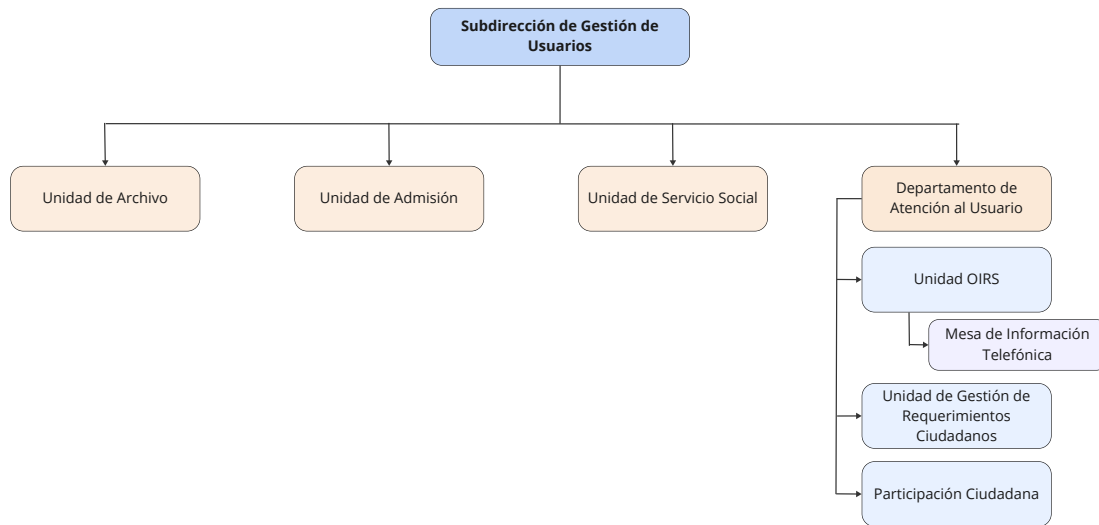 Subdirección de Gestión de
Usuarios
Unidad de Archivo
Unidad de Admisión
Unidad de Servicio Social
Departamento de
Atención al Usuario
Unidad OIRS
Mesa de Información
Telefónica
Unidad de Gestión de
Requerimientos
Ciudadanos
Participación Ciudadana